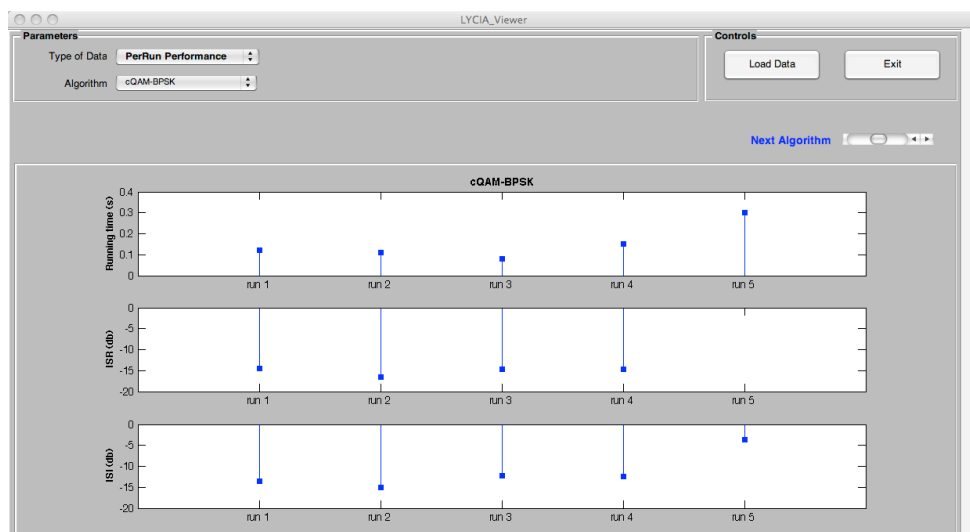 LYCIA_Viewer
Parameters
Type of Data PerRun Performance
Algorithm cQAM-BPSK
Controls
Load Data Exit
Next Algorithm
cQAM-BPSK
Running time (s)
0.4
0.3
0.2
0.1
0
run 1 run 2 run 3 run 4 run 5
ISR (db)
0
-5
-10
-15
-20
run 1 run 2 run 3 run 4 run 5
ISI (db)
0
-5
-10
-15
-20
run 1 run 2 run 3 run 4 run 5